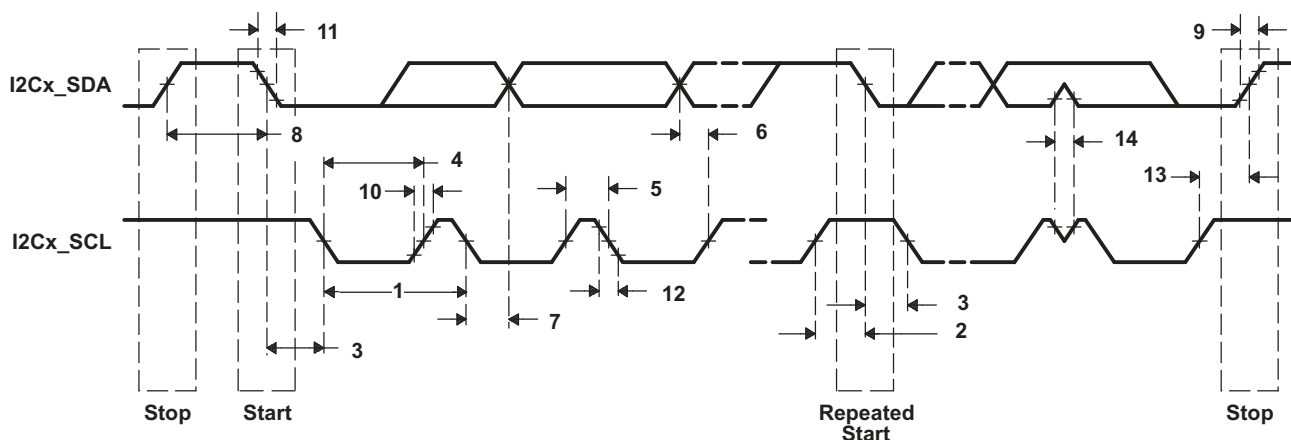 11
9
I2Cx_SDA
8
6
14
4
10
5
13
I2Cx_SCL
1
12
3
7
2
3
Stop
Start
Repeated
Start
Stop